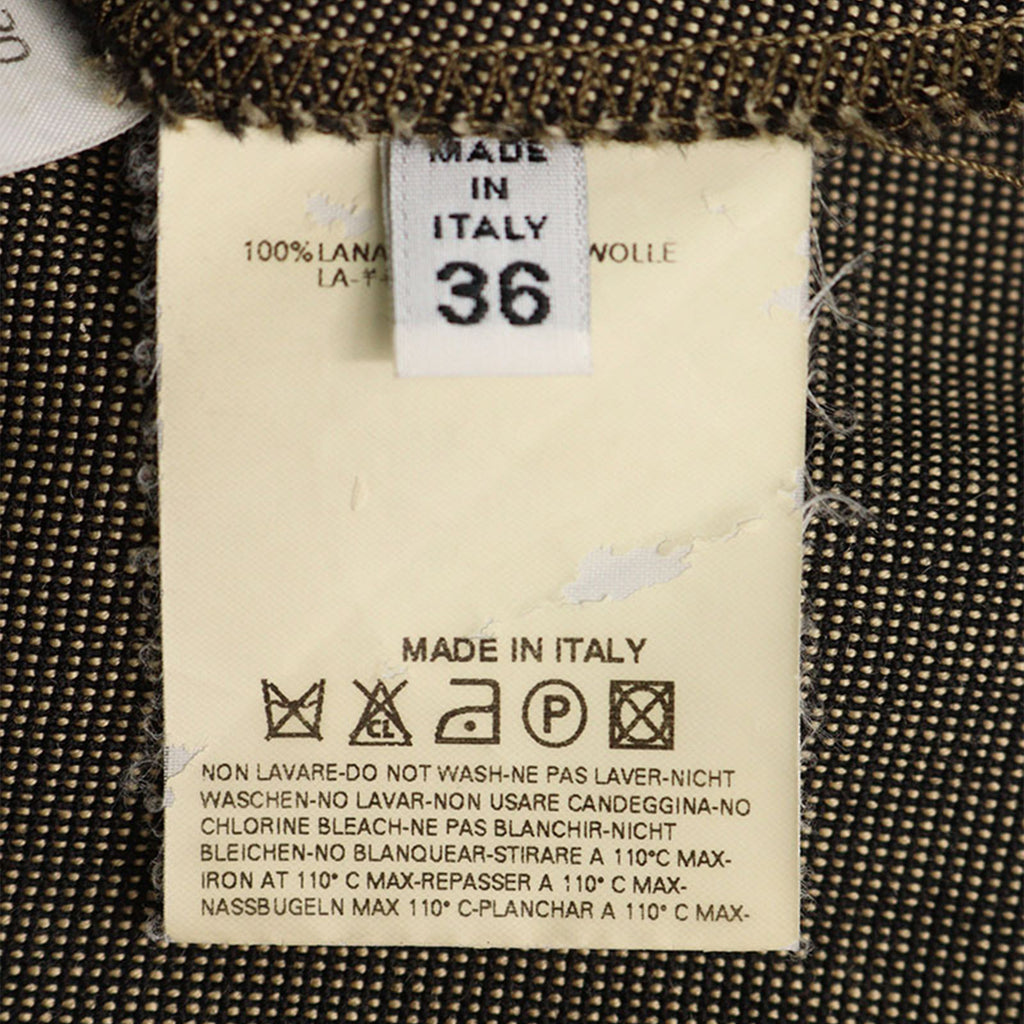 MADE
IN
ITALY
36
100% LANA WOLLE
LA-
MADE IN ITALY
CL P
NON LAVARE-DO NOT WASH-NE PAS LAVER-NICHT
WASCHEN-NO LAVAR-NON USARE CANDEGGINA-NO
CHLORINE BLEACH-NE PAS BLANCHIR-NICHT
BLEICHEN-NO BLANQUEAR-STIRARE A 110°C MAX-
IRON AT 110° C MAX-REPASSER A 110° C MAX-
NASSBUGELN MAX 110° C-PLANCHAR A 110° C MAX-